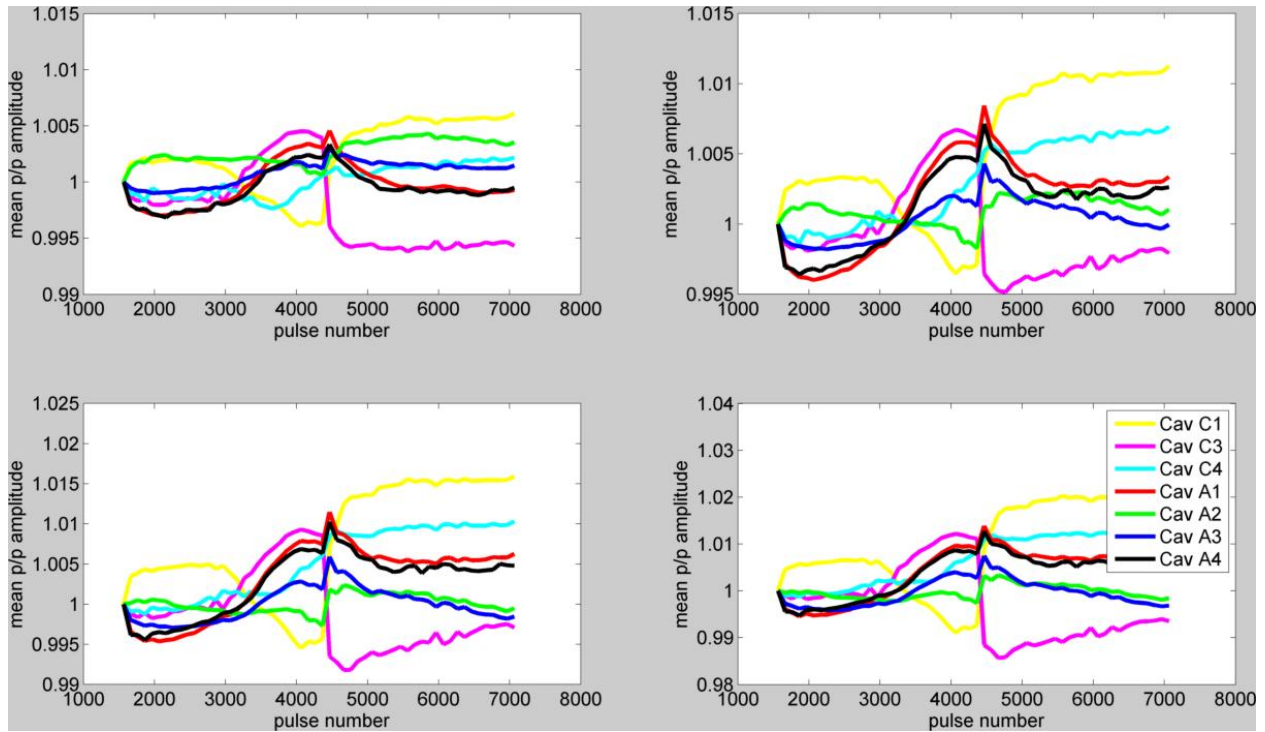 1.015
1.01
1.005
1
0.995
0.99
mean p/p amplitude
1000 2000 3000 4000 5000 6000 7000 8000
pulse number
1.015
1.01
1.005
1
0.995
mean p/p amplitude
1000 2000 3000 4000 5000 6000 7000 8000
pulse number
1.025
1.02
1.015
1.01
1.005
1
0.995
0.99
mean p/p amplitude
1000 2000 3000 4000 5000 6000 7000 8000
pulse number
1.04
1.03
1.02
1.01
1
0.99
0.98
mean p/p amplitude
1000 2000 3000 4000 5000 6000 7000 8000
pulse number
Cav C1
Cav C3
Cav C4
Cav A1
Cav A2
Cav A3
Cav A4